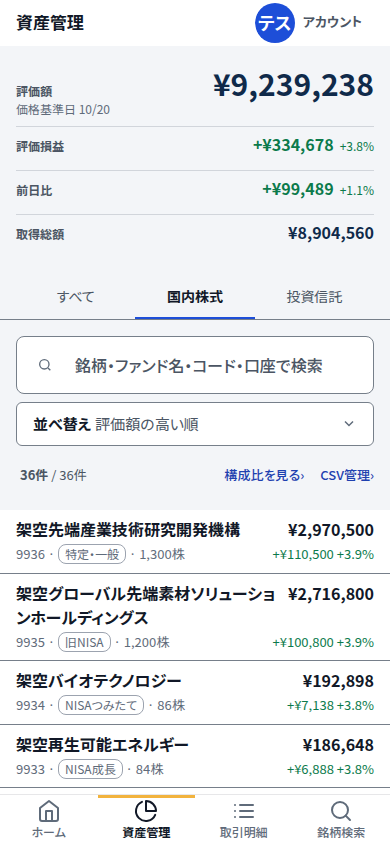 資産管理
テス アカウント
評価額 ¥9,239,238
価格基準日 10/20
評価損益 +¥334,678 +3.8%
前日比 +¥99,489 +1.1%
取得総額 ¥8,904,560
すべて 国内株式 投資信託
銘柄・ファンド名・コード・口座で検索
並べ替え 評価額の高い順
36件 / 36件 構成比を見る› CSV管理›
架空先端産業技術研究開発機構 ¥2,970,500
9936 · 特定・一般 · 1,300株 +¥110,500 +3.9%
架空グローバル先端素材ソリューショ ¥2,716,800
ンホールディングス
9935 · 旧NISA · 1,200株 +¥100,800 +3.9%
架空バイオテクノロジー ¥192,898
9934 · NISAつみたて · 86株 +¥7,138 +3.8%
架空再生可能エネルギー ¥186,648
9933 · NISA成長 · 84株 +¥6,888 +3.8%
ホーム 資産管理 取引明細 銘柄検索